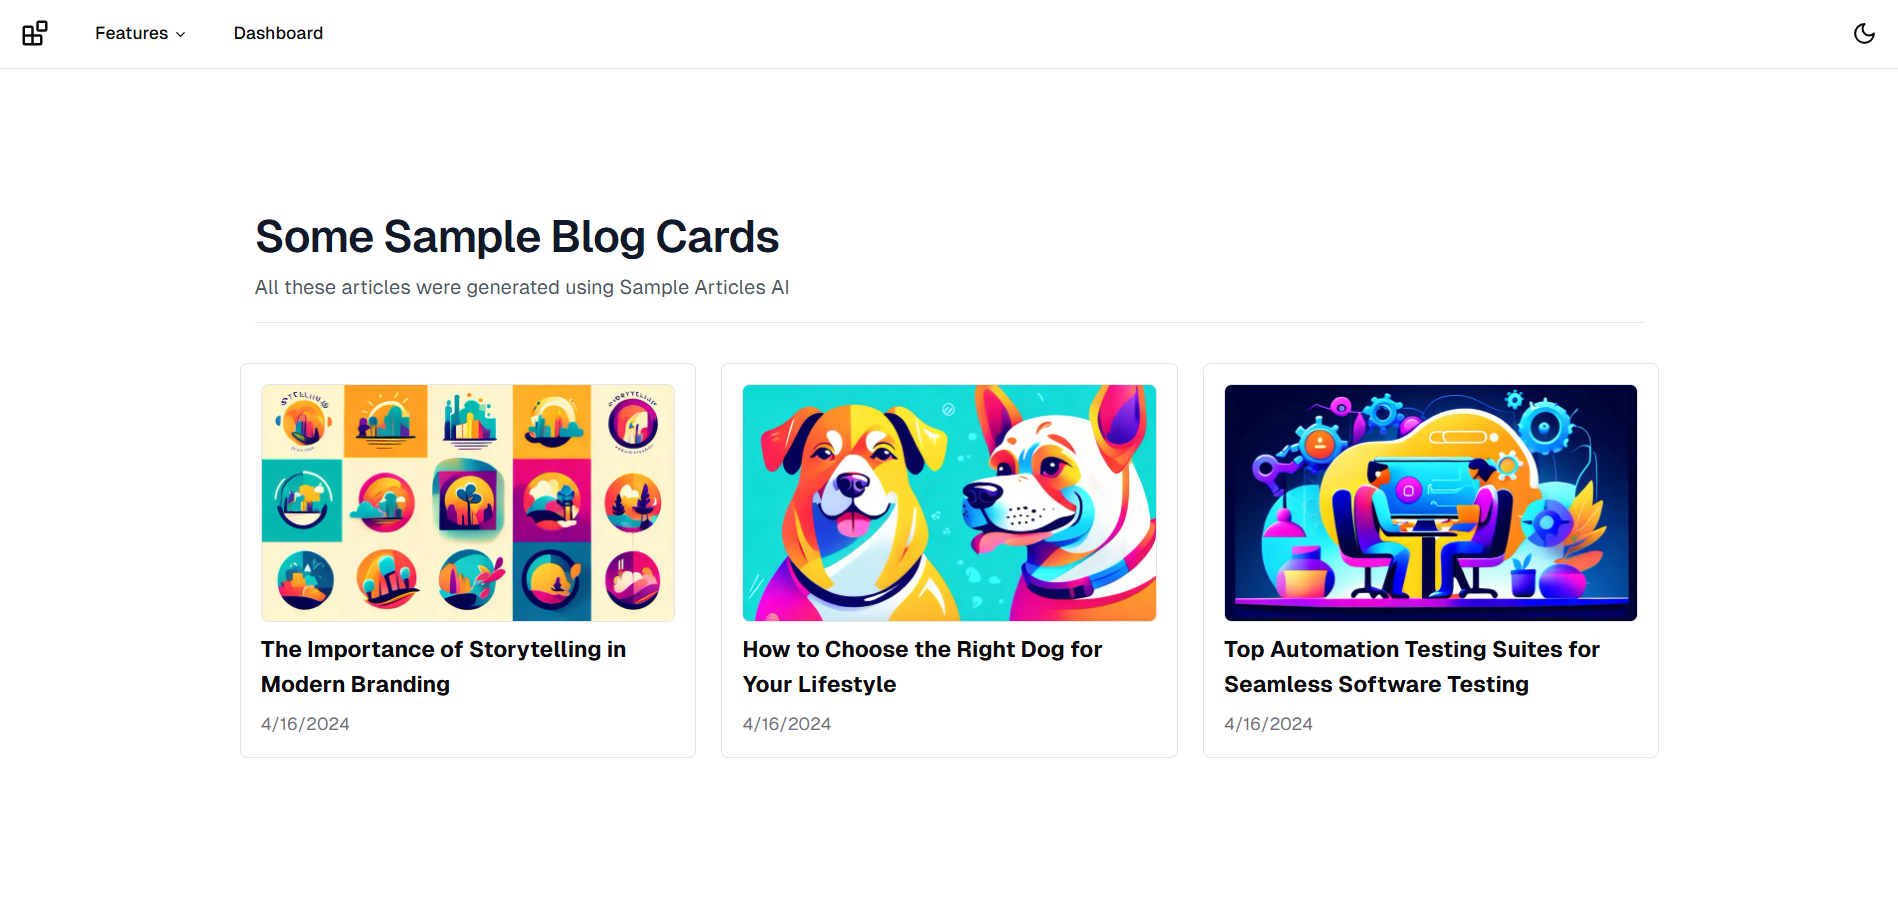 Features
Dashboard
Some Sample Blog Cards
All these articles were generated using Sample Articles AI
The Importance of Storytelling in
Modern Branding
4/16/2024
How to Choose the Right Dog for
Your Lifestyle
4/16/2024
Top Automation Testing Suites for
Seamless Software Testing
4/16/2024